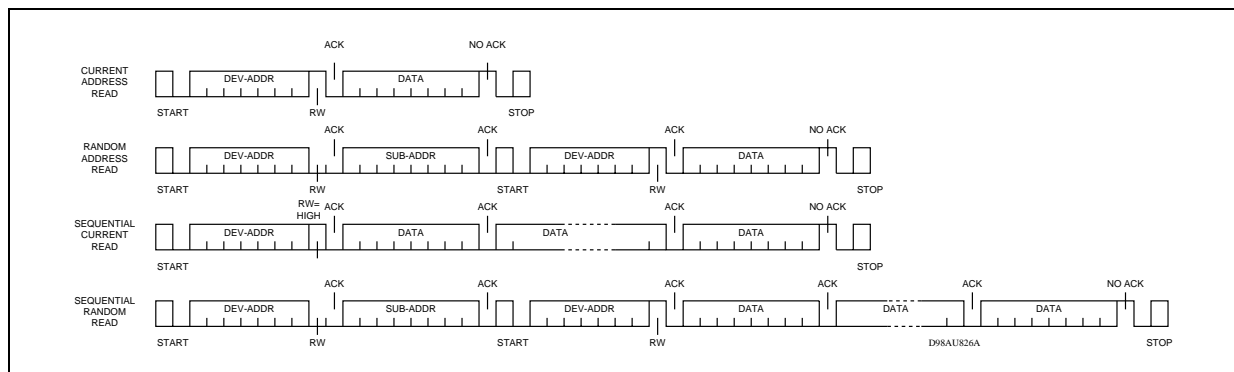 ACK NO ACK
CURRENT
ADDRESS
READ
DEV-ADDR DATA
START RW STOP
ACK ACK ACK NO ACK
RANDOM
ADDRESS
READ
DEV-ADDR SUB-ADDR DEV-ADDR DATA
START RW START RW STOP
RW=
HIGH
ACK ACK ACK NO ACK
SEQUENTIAL
CURRENT
READ
DEV-ADDR DATA DATA DATA
START STOP
ACK ACK ACK ACK ACK NO ACK
SEQUENTIAL
RANDOM
READ
DEV-ADDR SUB-ADDR DEV-ADDR DATA DATA DATA
START RW START RW D98AU826A STOP